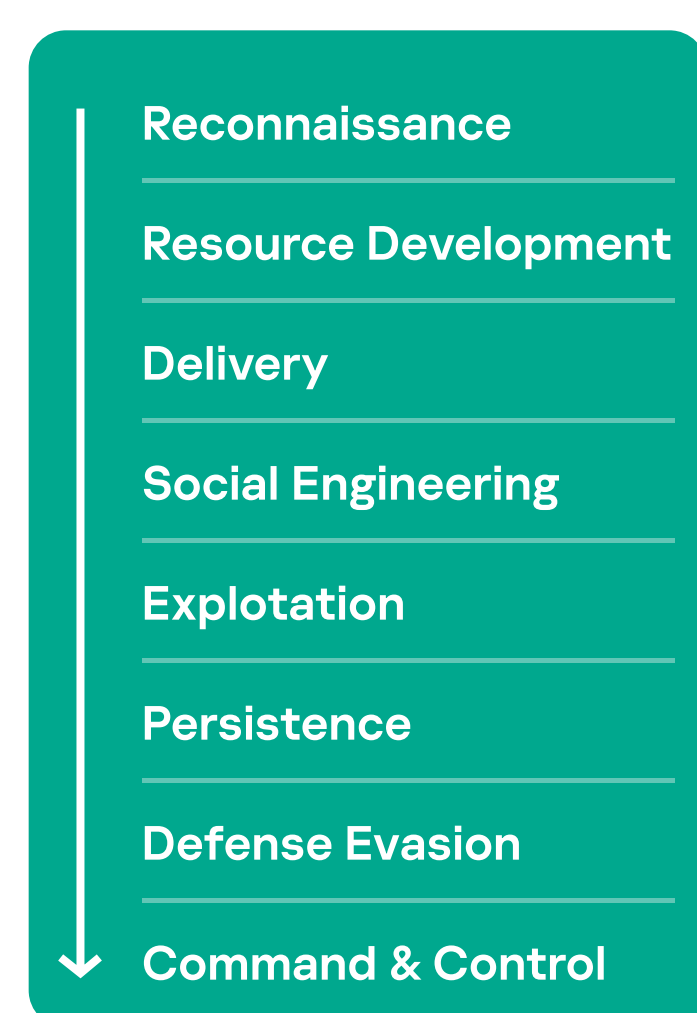 Reconnaissance
Resource Development
Delivery
Social Engineering
Explotation
Persistence
Defense Evasion
Command & Control